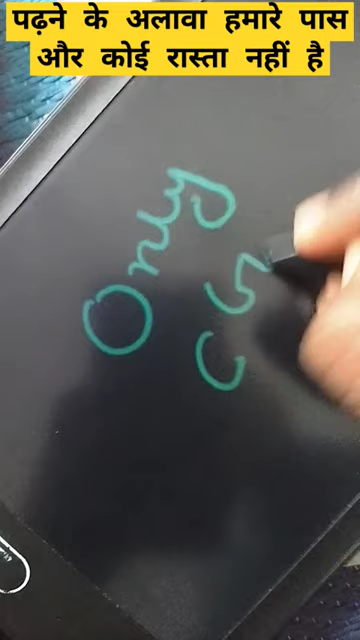 पढ़ने के अलावा हमारे पास
और कोई रास्ता नहीं है
Only